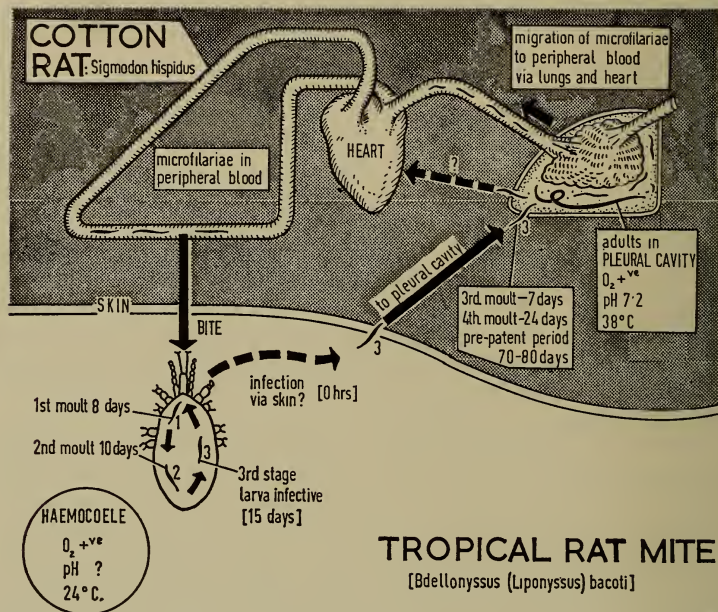 COTTON
RAT: Sigmodon hispidus
migration of microfilariae
to peripheral blood
via lungs and heart
HEART
microfilariae in
peripheral blood
?
3
adults in
PLEURAL CAVITY
O₂ +ve
pH 7·2
38°C
to pleural cavity
3rd moult—7 days
4th moult—24 days
pre-patent period
70-80 days
SKIN
BITE
3
infection
via skin? [0 hrs]
1st moult 8 days
1
2nd moult 10 days
2
3
3rd stage
larva infective
[15 days]
HAEMOCOELE
O₂ +ve
pH ?
24°C.
TROPICAL RAT MITE
[Bdellonyssus (Liponyssus) bacoti]